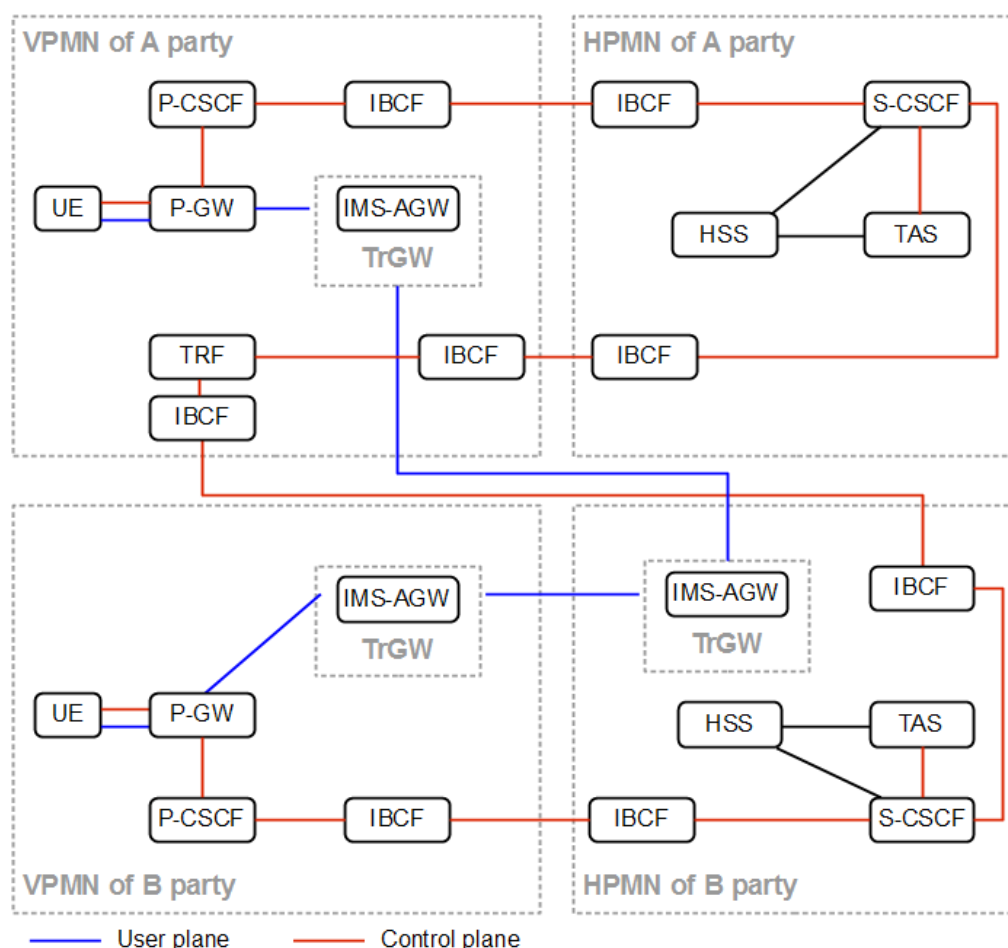 VPMN of A party
HPMN of A party
P-CSCF
IBCF
IBCF
S-CSCF
UE
P-GW
IMS-AGW
TrGW
HSS
TAS
TRF
IBCF
IBCF
IBCF
IMS-AGW
TrGW
IMS-AGW
TrGW
IBCF
UE
P-GW
HSS
TAS
P-CSCF
IBCF
IBCF
S-CSCF
VPMN of B party
HPMN of B party
User plane
Control plane